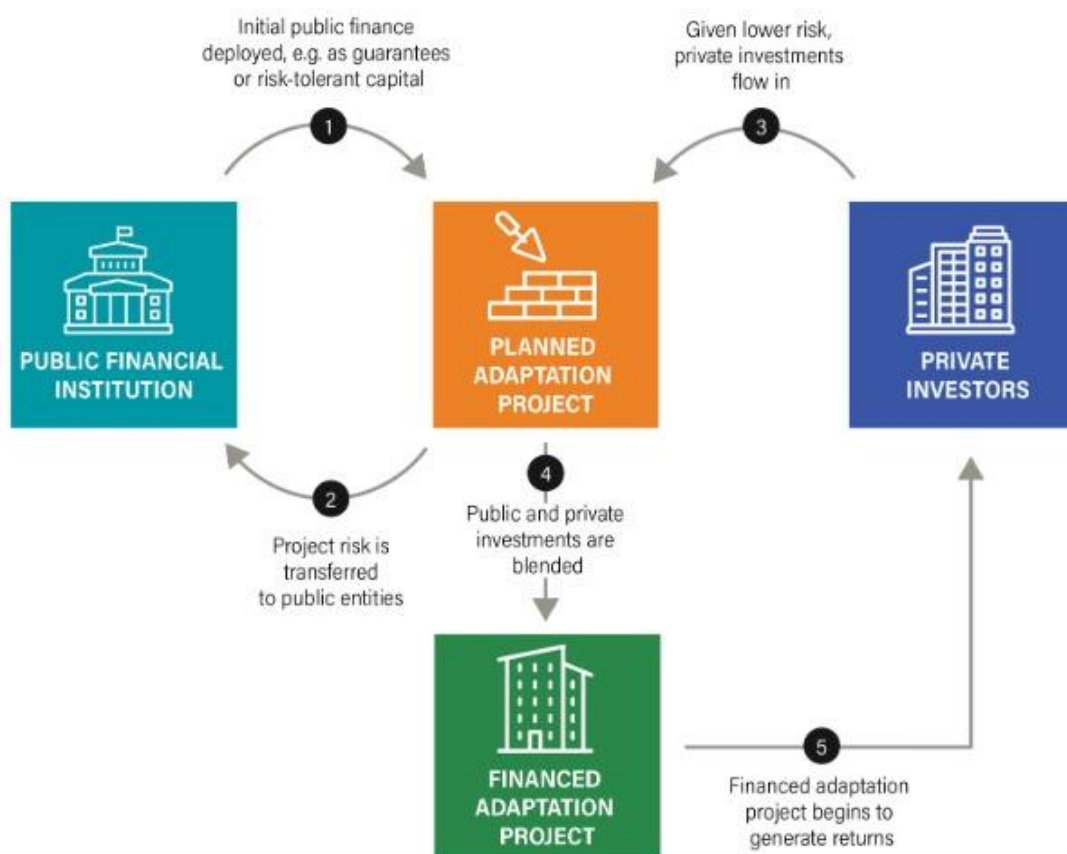 Initial public finance
deployed, e.g. as guarantees
or risk-tolerant capital
1
Given lower risk,
private investments
flow in
3
PUBLIC FINANCIAL
INSTITUTION
PLANNED
ADAPTATION
PROJECT
PRIVATE
INVESTORS
2
Project risk is
transferred
to public entities
4
Public and private
investments are
blended
FINANCED
ADAPTATION
PROJECT
5
Financed adaptation
project begins to
generate returns